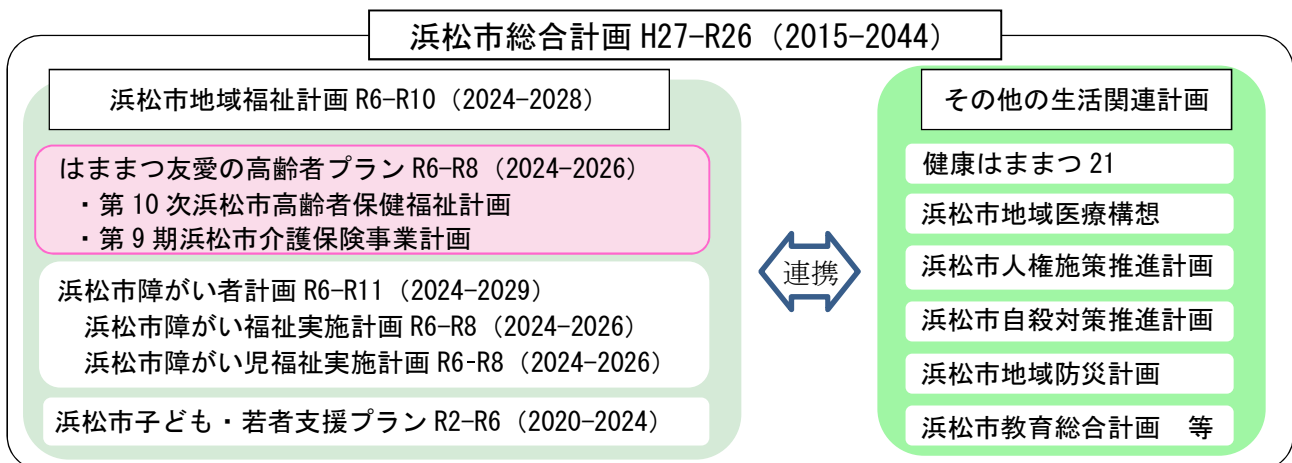 浜松市総合計画 H27-R26（2015-2044）
浜松市地域福祉計画 R6-R10（2024-2028）
はままつ友愛の高齢者プラン R6-R8（2024-2026）
・第10次浜松市高齢者保健福祉計画
・第9期浜松市介護保険事業計画
浜松市障がい者計画 R6-R11（2024-2029）
浜松市障がい福祉実施計画 R6-R8（2024-2026）
浜松市障がい児福祉実施計画 R6-R8（2024-2026）
浜松市子ども・若者支援プラン R2-R6（2020-2024）
連携
その他の生活関連計画
健康はままつ 21
浜松市地域医療構想
浜松市人権施策推進計画
浜松市自殺対策推進計画
浜松市地域防災計画
浜松市教育総合計画　等